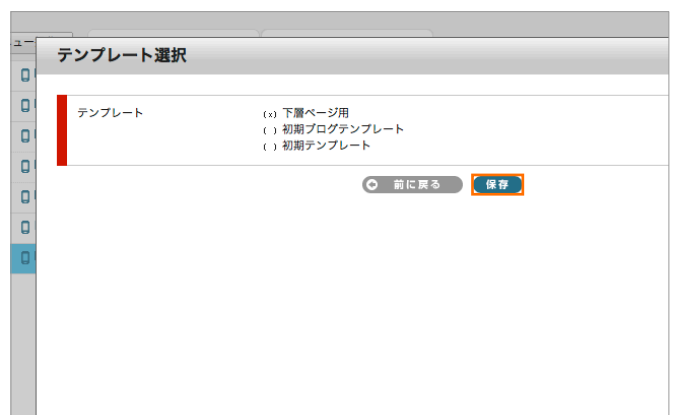 ュー
テンプレート選択
テンプレート
(x) 下層ページ用
( ) 初期ブログテンプレート
( ) 初期テンプレート
前に戻る
保存